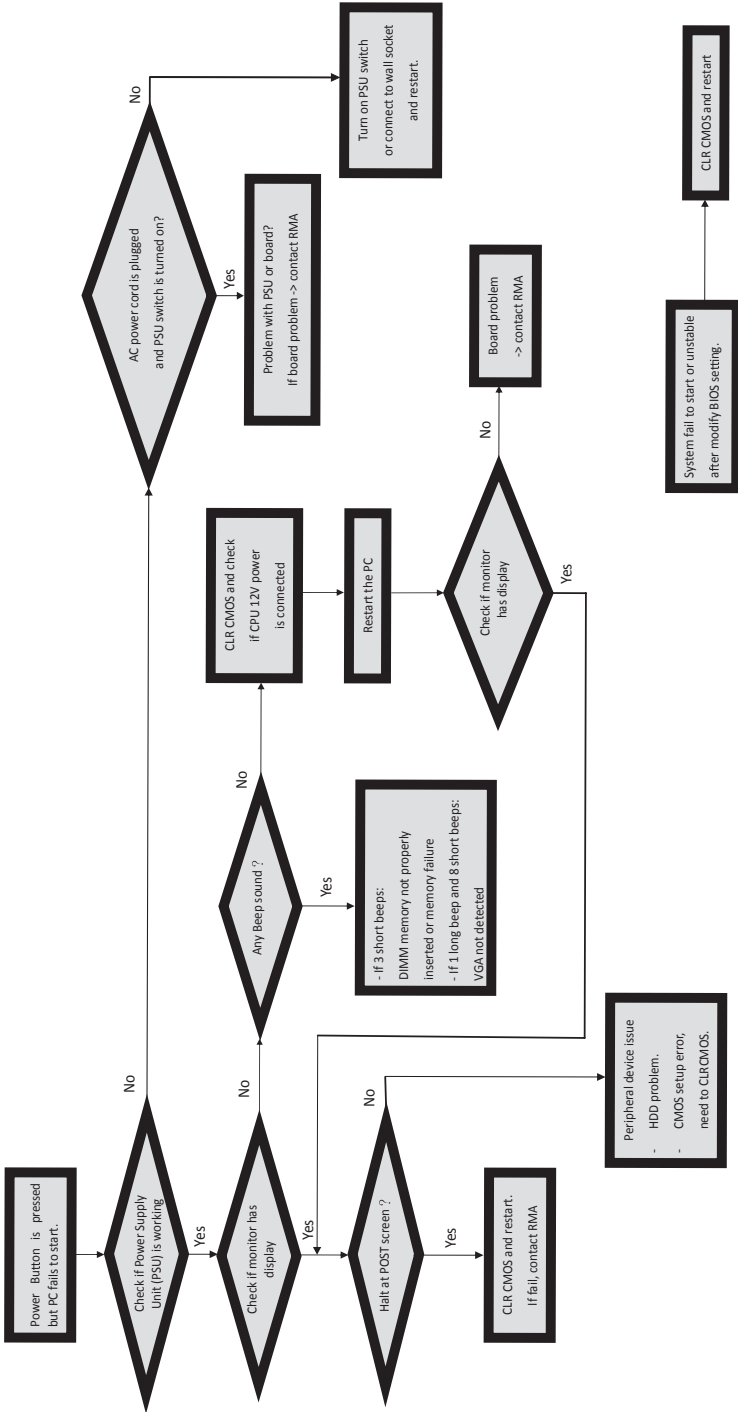 Power Button is pressed
but PC fails to start.
Check if Power Supply
Unit (PSU) is working
No
Yes
AC power cord is plugged
and PSU switch is turned on?
No
Turn on PSU switch
or connect to wall socket
and restart.
Yes
Problem with PSU or board?
If board problem -> contact RMA
Check if monitor has
display
No
Yes
Any Beep sound ?
No
Yes
- If 3 short beeps:
DIMM memory not properly
inserted or memory failure
- If 1 long beep and 8 short beeps:
VGA not detected
CLR CMOS and check
if CPU 12V power
is connected
Restart the PC
Check if monitor
has display
No
Board problem
-> contact RMA
Yes
Halt at POST screen ?
No
Peripheral device issue
- HDD problem.
- CMOS setup error,
need to CLRCMOS.
Yes
CLR CMOS and restart.
If fail, contact RMA
System fail to start or unstable
after modify BIOS setting.
CLR CMOS and restart